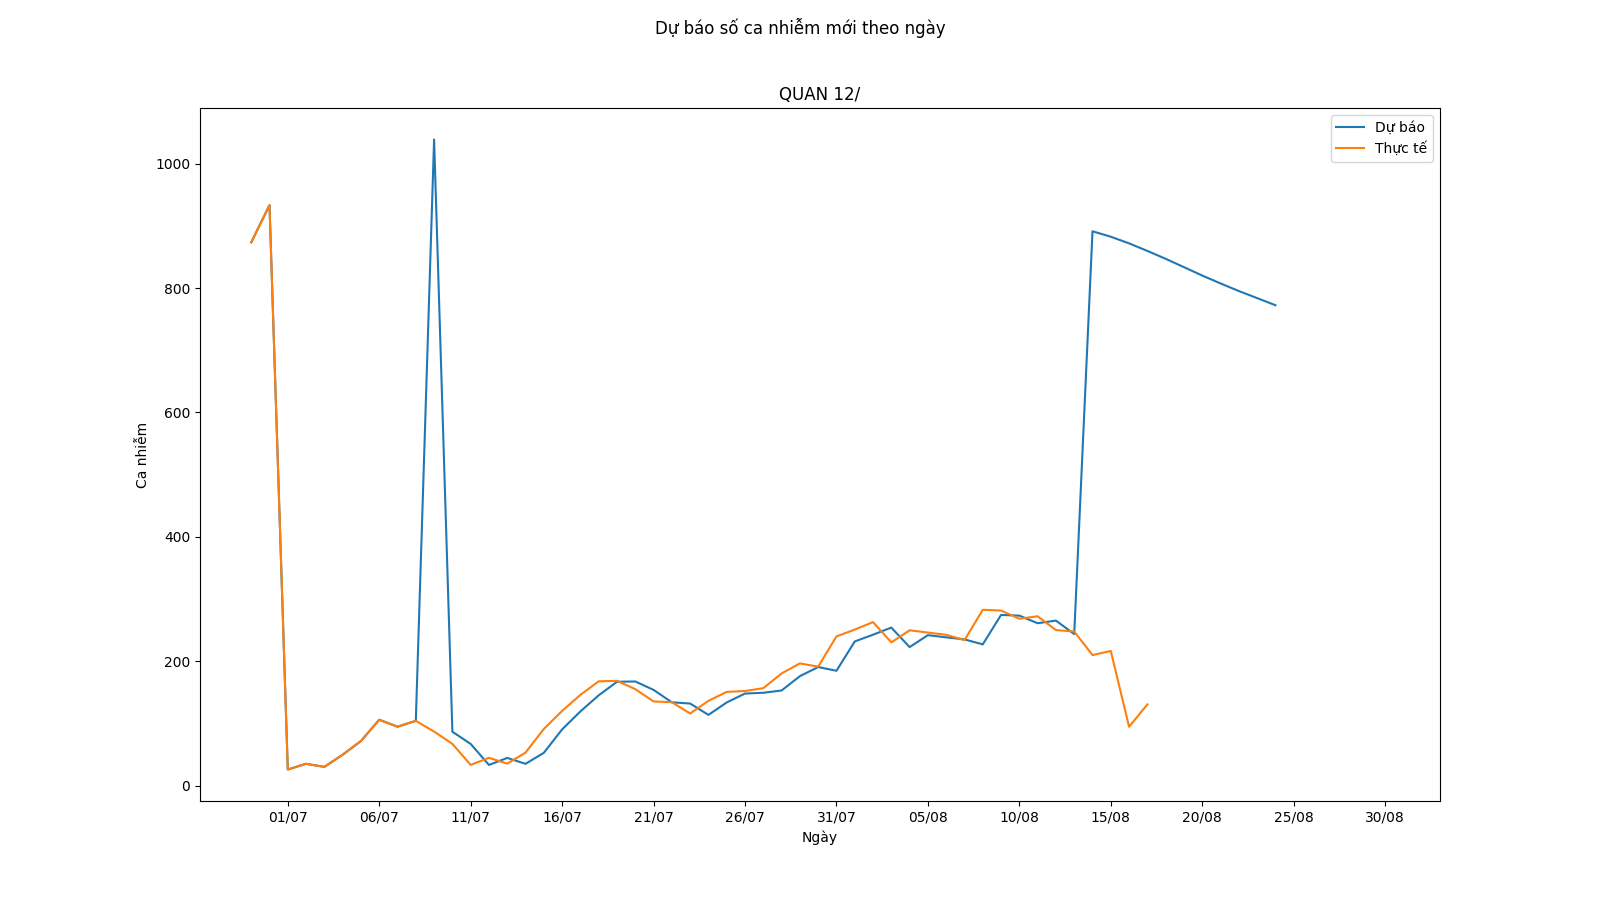 Dự báo số ca nhiễm mới theo ngày
QUAN 12/
Dự báo
Thực tế
1000
800
600
400
200
0
Ca nhiễm
01/07 06/07 11/07 16/07 21/07 26/07 31/07 05/08 10/08 15/08 20/08 25/08 30/08
Ngày